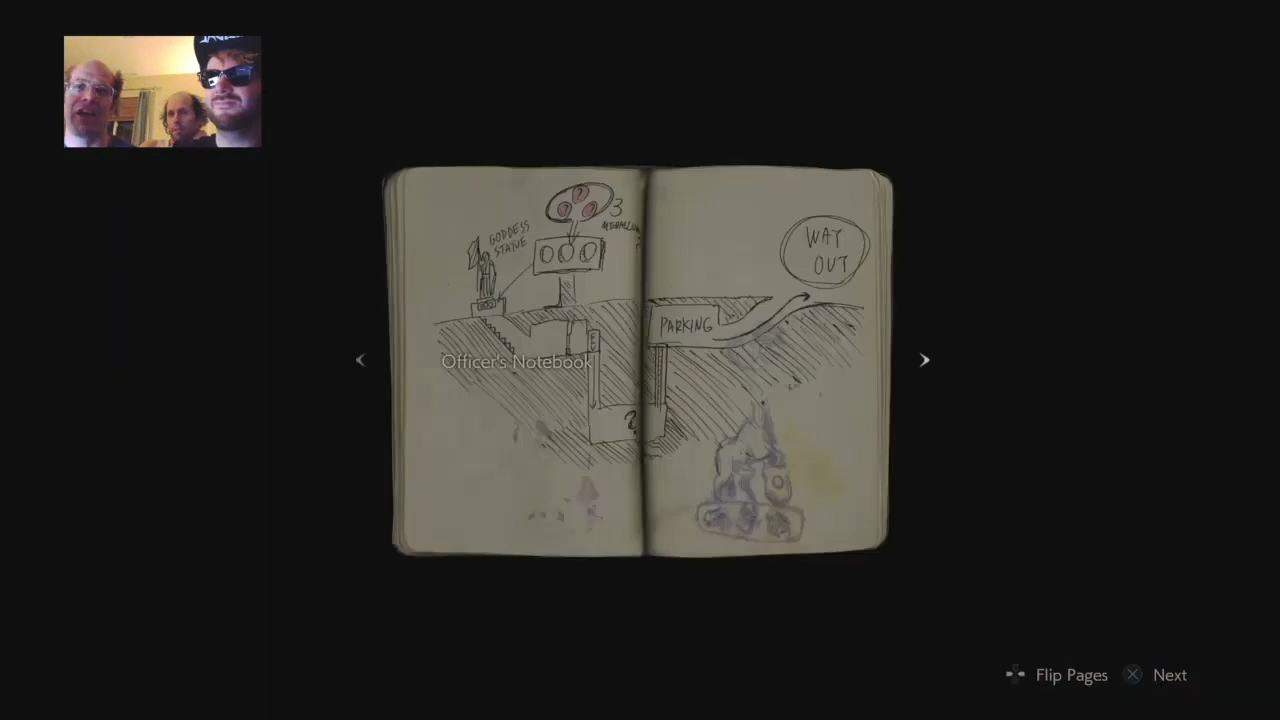 3
GODDESS
STATUE
WAY
OUT
PARKING
Officer's Notebook
Flip Pages
Next